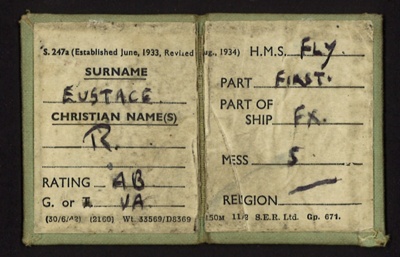 S. 247a (Established June, 1933, Revised Aug., 1934)
SURNAME
EUSTACE.
CHRISTIAN NAME(S)
R.
RATING AB
G. or T VA
(30/6/42) (2160) Wt. 33569/D8369 150M 11/2 S.E.R. Ltd. Gp. 671.
H.M.S. FLY.
PART FIRST.
PART OF
SHIP FX.
MESS 5
RELIGION